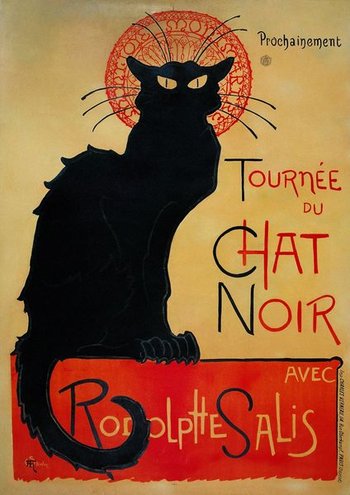 Prochainement
TOURNÉE
DU
CHAT
NOIR
AVEC
RODOLPHE SALIS